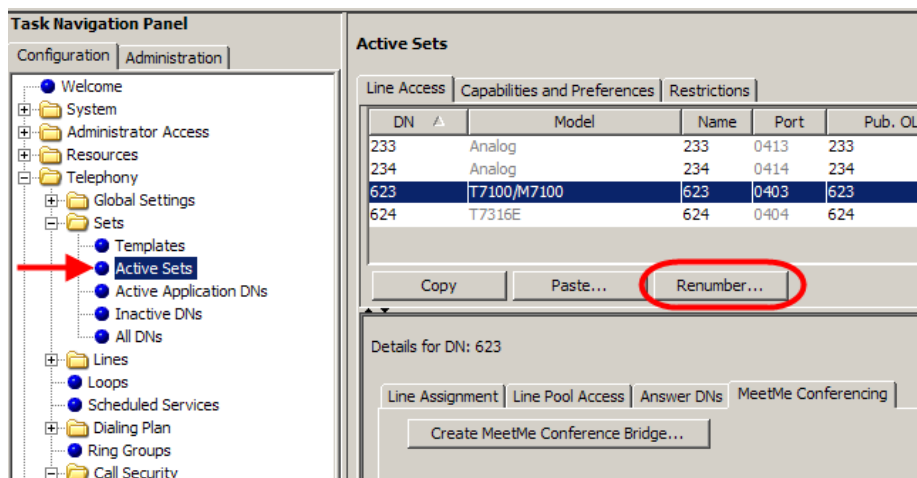 Task Navigation Panel
Configuration Administration
Welcome
System
Administrator Access
Resources
Telephony
Global Settings
Sets
Templates
Active Sets
Active Application DNs
Inactive DNs
All DNs
Lines
Loops
Scheduled Services
Dialing Plan
Ring Groups
Call Security
Active Sets
Line Access Capabilities and Preferences Restrictions
DN Model Name Port Pub. OL
233 Analog 233 0413 233
234 Analog 234 0414 234
623 T7100/M7100 623 0403 623
624 T7316E 624 0404 624
Copy Paste... Renumber...
Details for DN: 623
Line Assignment Line Pool Access Answer DNs MeetMe Conferencing
Create MeetMe Conference Bridge...